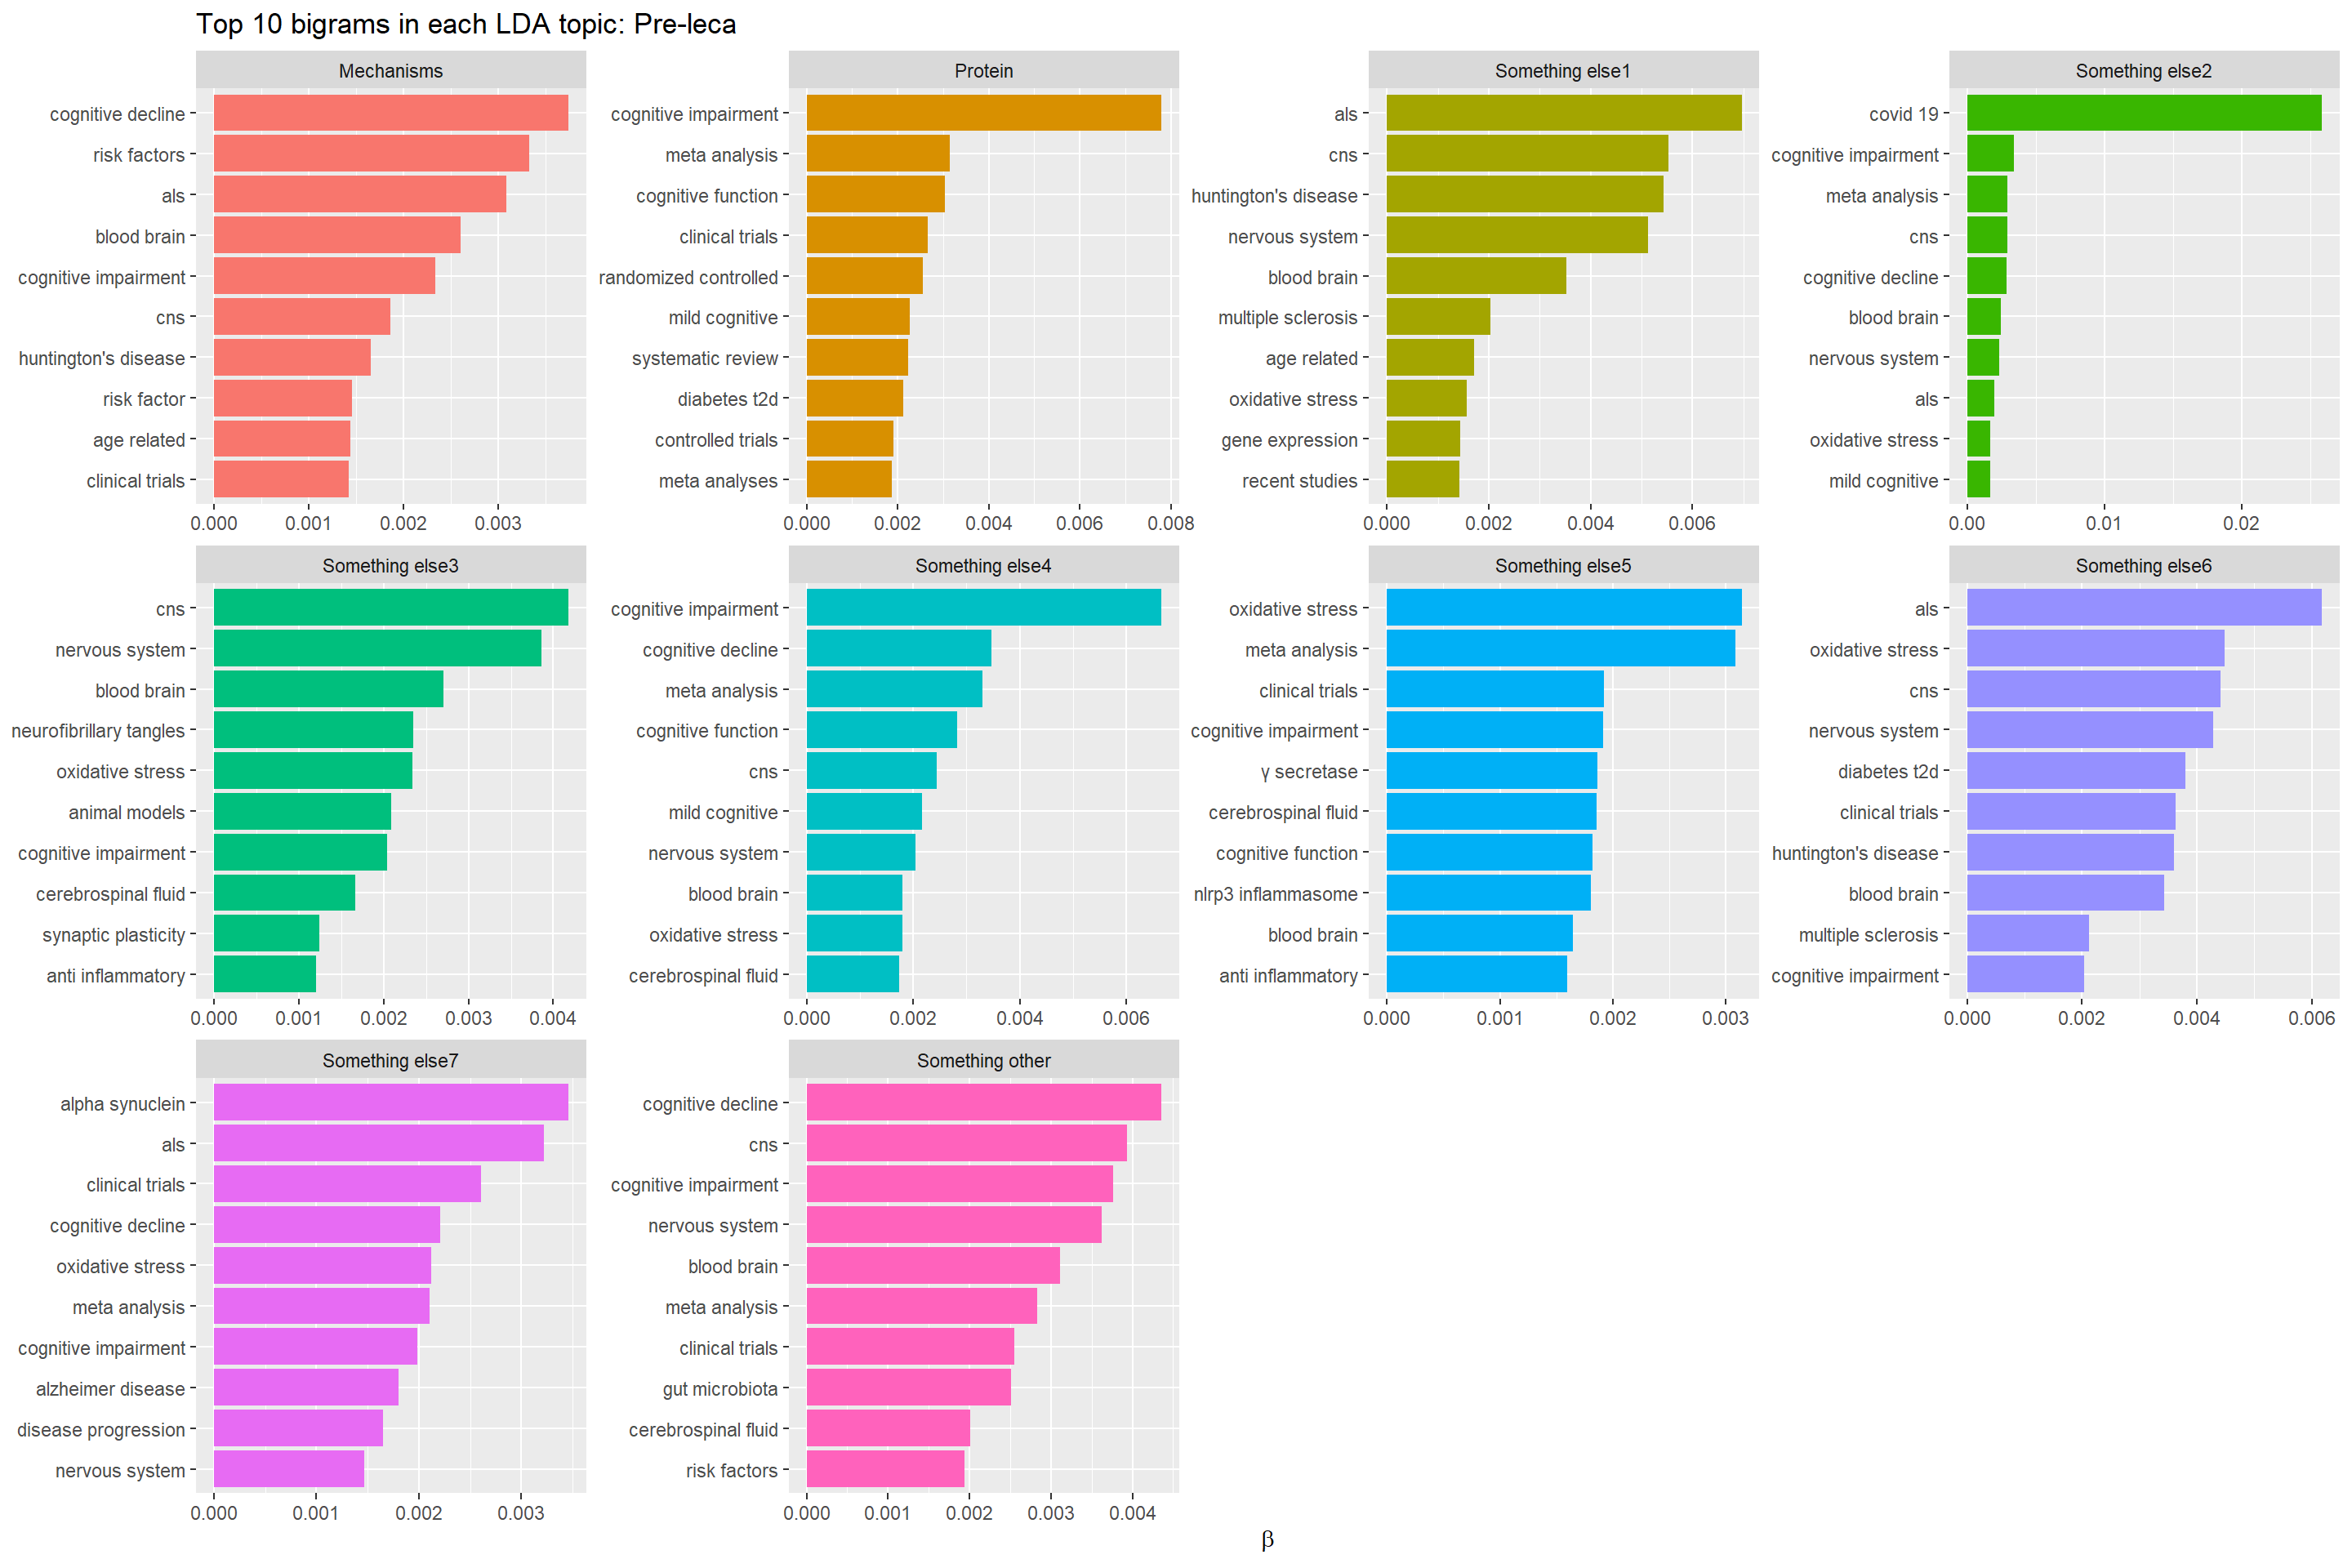 Top 10 bigrams in each LDA topic: Pre-leca
Mechanisms
cognitive decline
risk factors
als
blood brain
cognitive impairment
cns
huntington's disease
risk factor
age related
clinical trials
0.000 0.001 0.002 0.003
Protein
cognitive impairment
meta analysis
cognitive function
clinical trials
randomized controlled
mild cognitive
systematic review
diabetes t2d
controlled trials
meta analyses
0.000 0.002 0.004 0.006 0.008
Something else1
als
cns
huntington's disease
nervous system
blood brain
multiple sclerosis
age related
oxidative stress
gene expression
recent studies
0.000 0.002 0.004 0.006
Something else2
covid 19
cognitive impairment
meta analysis
cns
cognitive decline
blood brain
nervous system
als
oxidative stress
mild cognitive
0.00 0.01 0.02
Something else3
cns
nervous system
blood brain
neurofibrillary tangles
oxidative stress
animal models
cognitive impairment
cerebrospinal fluid
synaptic plasticity
anti inflammatory
0.000 0.001 0.002 0.003 0.004
Something else4
cognitive impairment
cognitive decline
meta analysis
cognitive function
cns
mild cognitive
nervous system
blood brain
oxidative stress
cerebrospinal fluid
0.000 0.002 0.004 0.006
Something else5
oxidative stress
meta analysis
clinical trials
cognitive impairment
γ secretase
cerebrospinal fluid
cognitive function
nlrp3 inflammasome
blood brain
anti inflammatory
0.000 0.001 0.002 0.003
Something else6
als
oxidative stress
cns
nervous system
diabetes t2d
clinical trials
huntington's disease
blood brain
multiple sclerosis
cognitive impairment
0.000 0.002 0.004 0.006
Something else7
alpha synuclein
als
clinical trials
cognitive decline
oxidative stress
meta analysis
cognitive impairment
alzheimer disease
disease progression
nervous system
0.000 0.001 0.002 0.003
Something other
cognitive decline
cns
cognitive impairment
nervous system
blood brain
meta analysis
clinical trials
gut microbiota
cerebrospinal fluid
risk factors
0.000 0.001 0.002 0.003 0.004
β